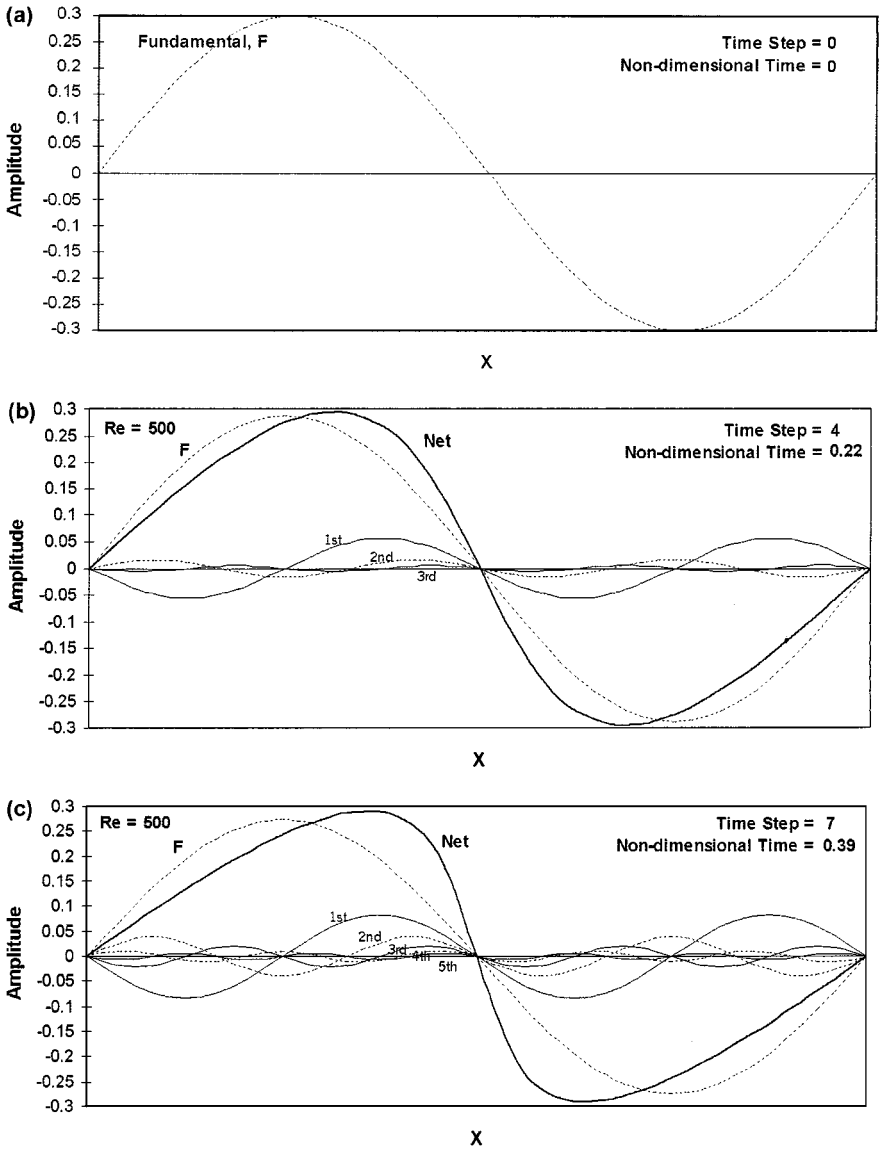 (a)
0.3
0.25
0.2
0.15
0.1
0.05
0
-0.05
-0.1
-0.15
-0.2
-0.25
-0.3
Amplitude
Fundamental, F
Time Step = 0
Non-dimensional Time = 0
X
(b)
0.3
0.25
0.2
0.15
0.1
0.05
0
-0.05
-0.1
-0.15
-0.2
-0.25
-0.3
Amplitude
Re = 500
F
Net
Time Step = 4
Non-dimensional Time = 0.22
1st
2nd
3rd
X
(c)
0.3
0.25
0.2
0.15
0.1
0.05
0
-0.05
-0.1
-0.15
-0.2
-0.25
-0.3
Amplitude
Re = 500
F
Net
Time Step = 7
Non-dimensional Time = 0.39
1st
2nd
3rd
4th
5th
X